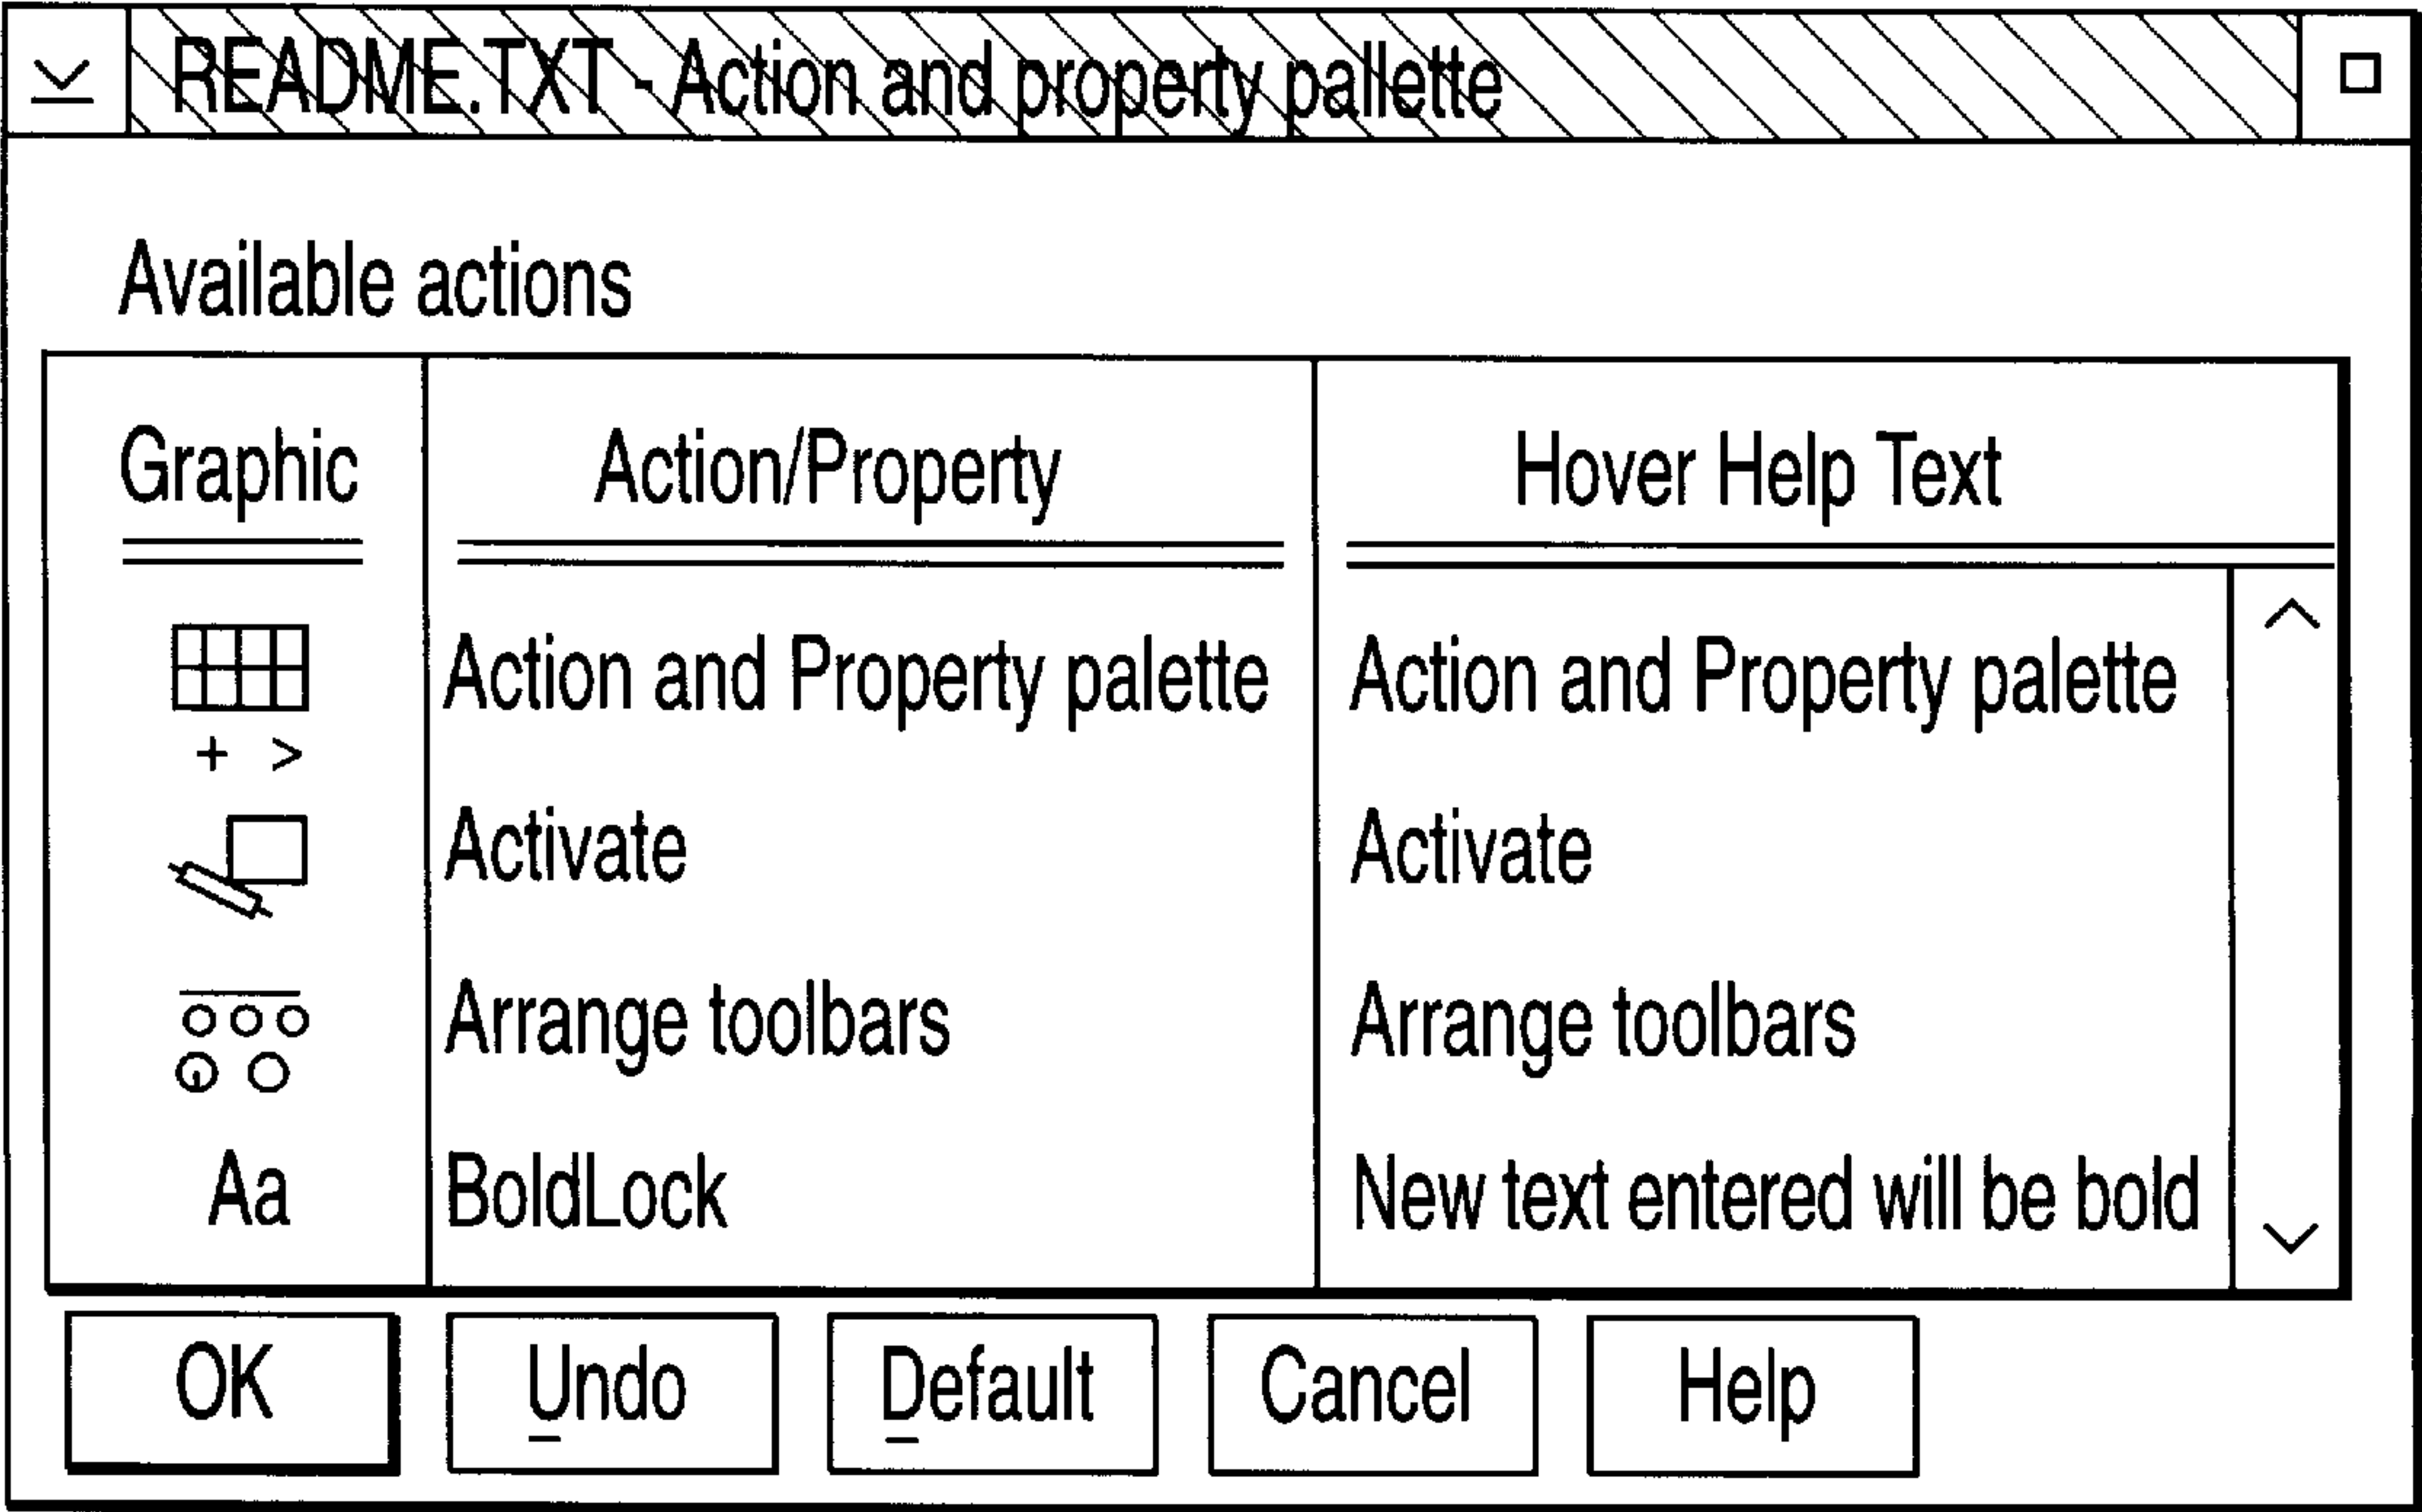 README.TXT - Action and property pallette
Available actions
Graphic Action/Property Hover Help Text
Action and Property palette Action and Property palette
+ >
Activate Activate
Arrange toolbars Arrange toolbars
Aa BoldLock New text entered will be bold
OK Undo Default Cancel Help